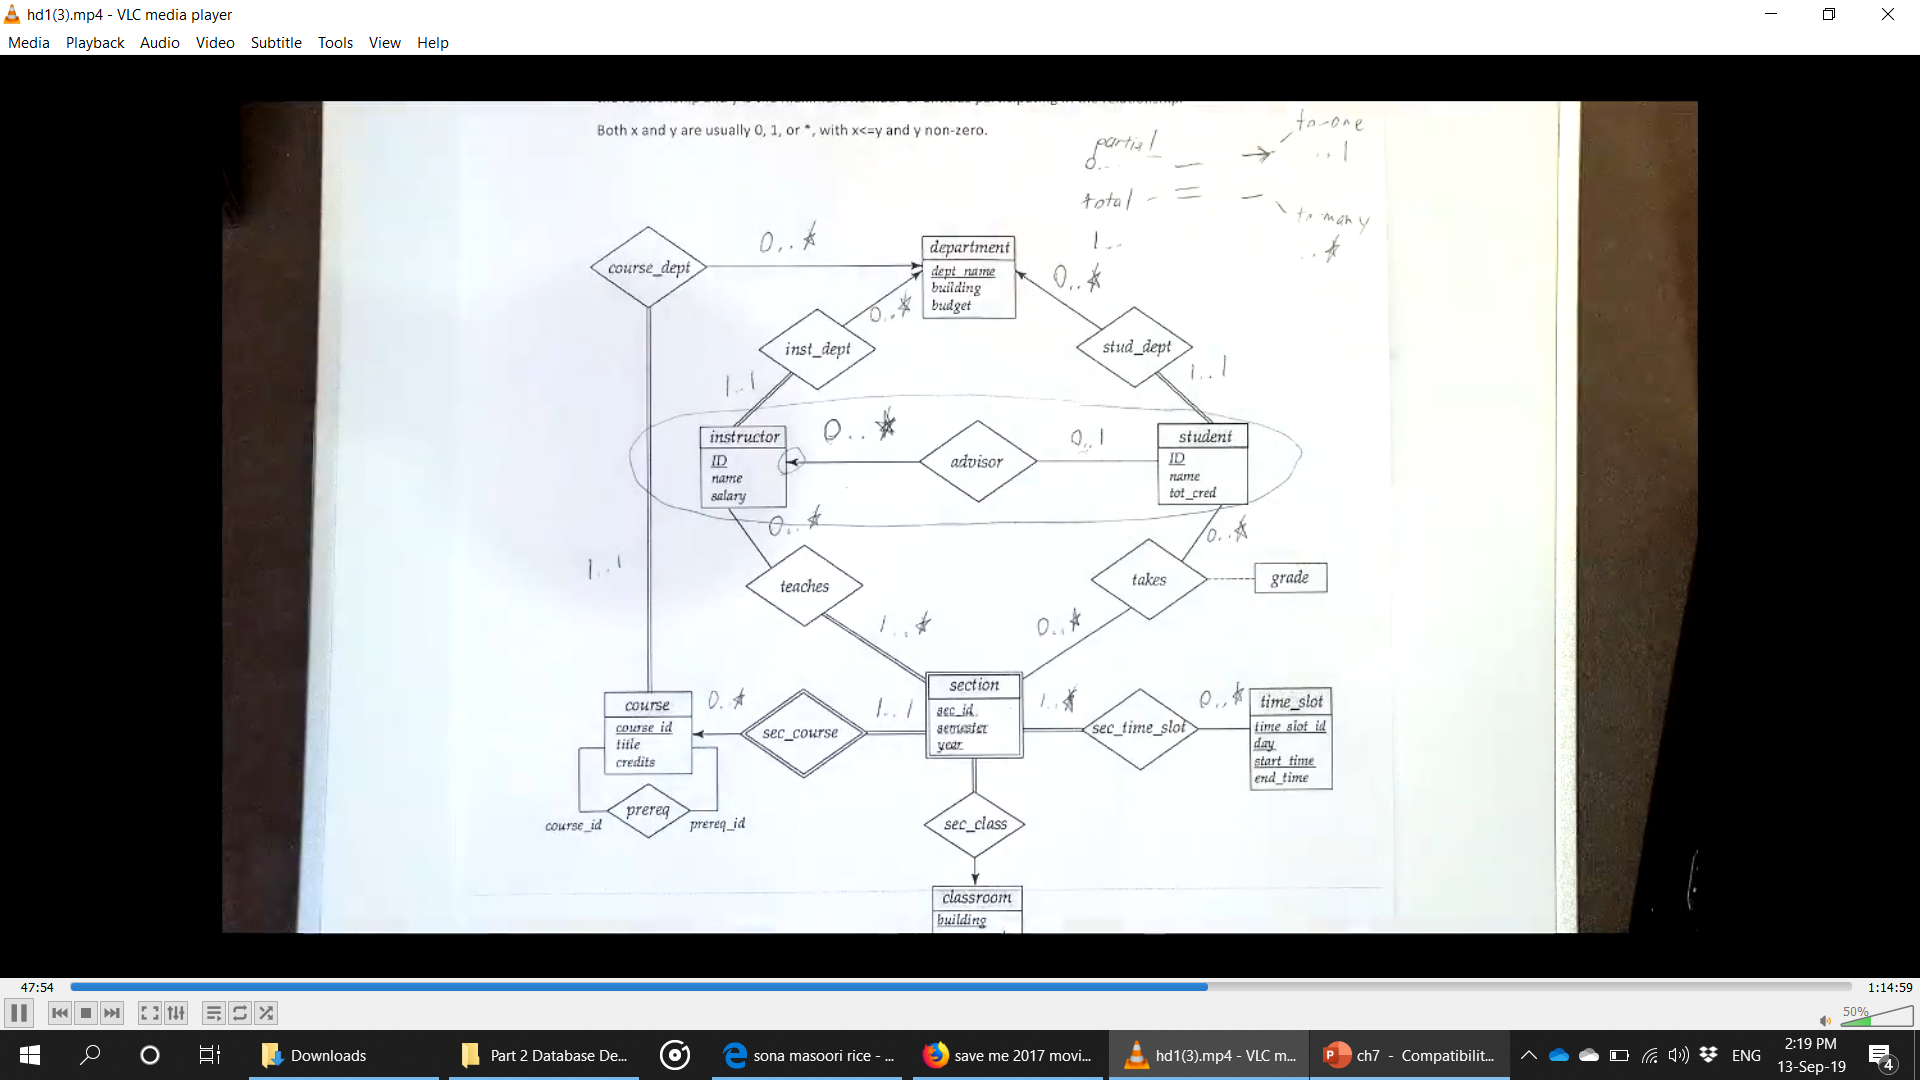 hd1(3).mp4 - VLC media player
Media Playback Audio Video Subtitle Tools View Help
Both x and y are usually 0, 1, or *, with x<=y and y non-zero.
partial
0..
to-one
..1
total
1..
to many
..*
course_dept
0..*
department
dept_name
building
budget
0..*
0..*
inst_dept
stud_dept
1..1
1..1
instructor
ID
name
salary
0..*
advisor
0..1
student
ID
name
tot_cred
0..*
0..*
1..1
teaches
takes
grade
1..*
0..*
course
course_id
title
credits
0..*
sec_course
1..1
section
sec_id
semester
year
1..*
sec_time_slot
0..*
time_slot
time_slot_id
day
start_time
end_time
prereq
course_id
prereq_id
sec_class
classroom
building
47:54
1:14:59
50%
Downloads
Part 2 Database De...
sona masoori rice - ...
save me 2017 movi...
hd1(3).mp4 - VLC m...
ch7 - Compatibilit...
ENG
2:19 PM
13-Sep-19
4